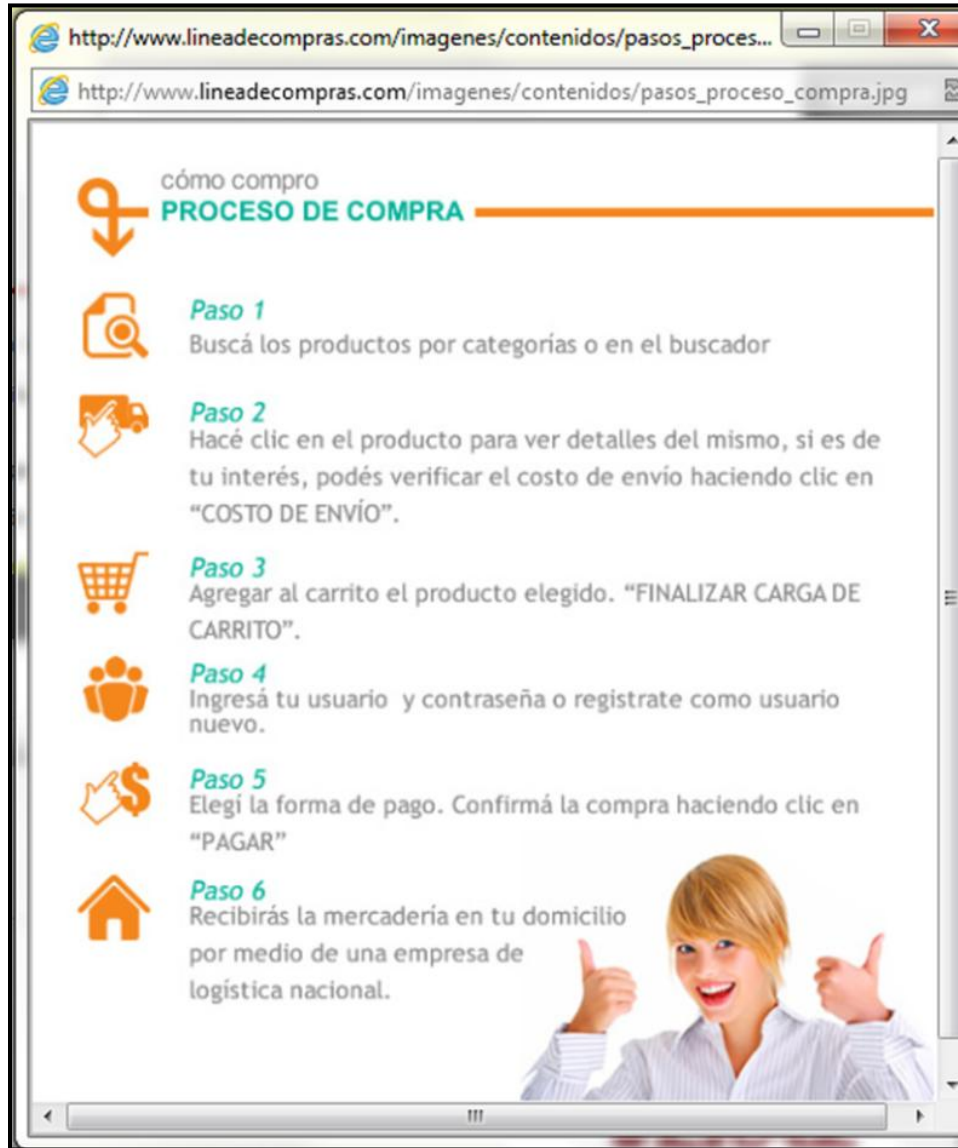 http://www.lineadecompras.com/imagenes/contenidos/pasos_proces...
http://www.lineadecompras.com/imagenes/contenidos/pasos_proceso_compra.jpg
cómo compro
PROCESO DE COMPRA
Paso 1
Buscá los productos por categorías o en el buscador
Paso 2
Hacé clic en el producto para ver detalles del mismo, si es de
tu interés, podés verificar el costo de envío haciendo clic en
“COSTO DE ENVÍO”.
Paso 3
Agregar al carrito el producto elegido. “FINALIZAR CARGA DE
CARRITO”.
Paso 4
Ingresá tu usuario y contraseña o registrate como usuario
nuevo.
Paso 5
Elegí la forma de pago. Confirmá la compra haciendo clic en
“PAGAR”
Paso 6
Recibirás la mercadería en tu domicilio
por medio de una empresa de
logística nacional.